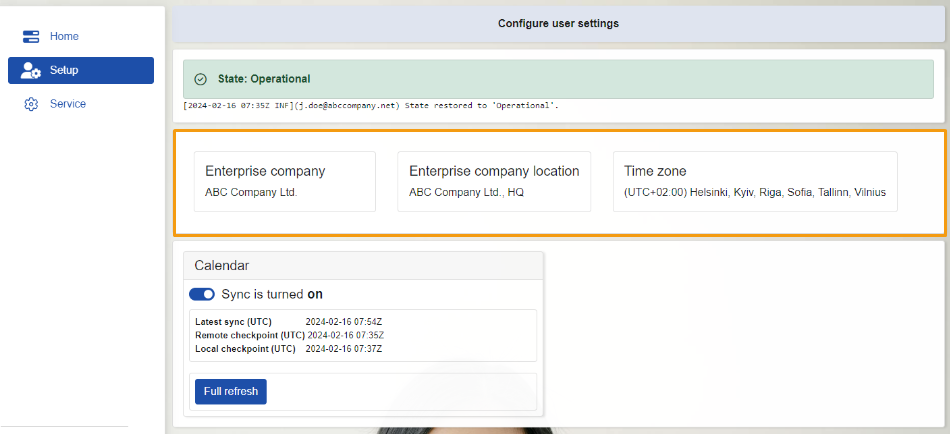 Configure user settings
Home
Setup
Service
State: Operational
[2024-02-16 07:35Z INF](j.doe@abccompany.net) State restored to 'Operational'.
Enterprise company
ABC Company Ltd.
Enterprise company location
ABC Company Ltd., HQ
Time zone
(UTC+02:00) Helsinki, Kyiv, Riga, Sofia, Tallinn, Vilnius
Calendar
Sync is turned on
Latest sync (UTC) 2024-02-16 07:54Z
Remote checkpoint (UTC) 2024-02-16 07:35Z
Local checkpoint (UTC) 2024-02-16 07:37Z
Full refresh